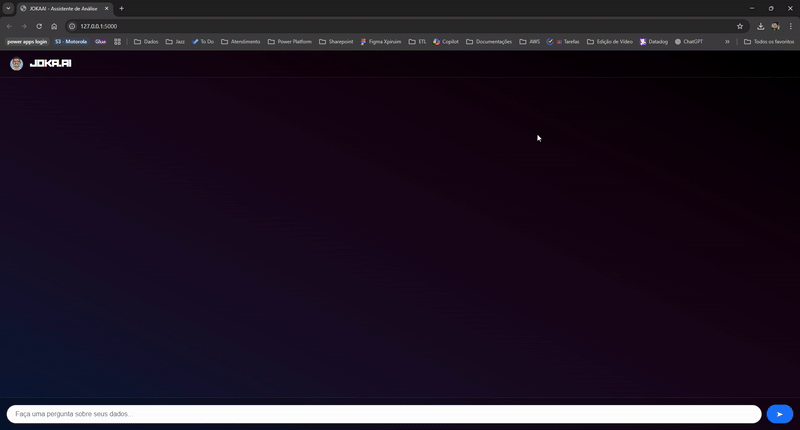 JOKAAI - Assistente de Análise
127.0.0.1:5000
power apps login S3 - Motorola Glue Dados Jazz To Do Atendimento Power Platform Sharepoint Figma Xpiruim ETL Copilot Documentações AWS Tarefas Edição de Vídeo Datadog ChatGPT » Todos os favoritos
JOKA.AI
Faça uma pergunta sobre seus dados...